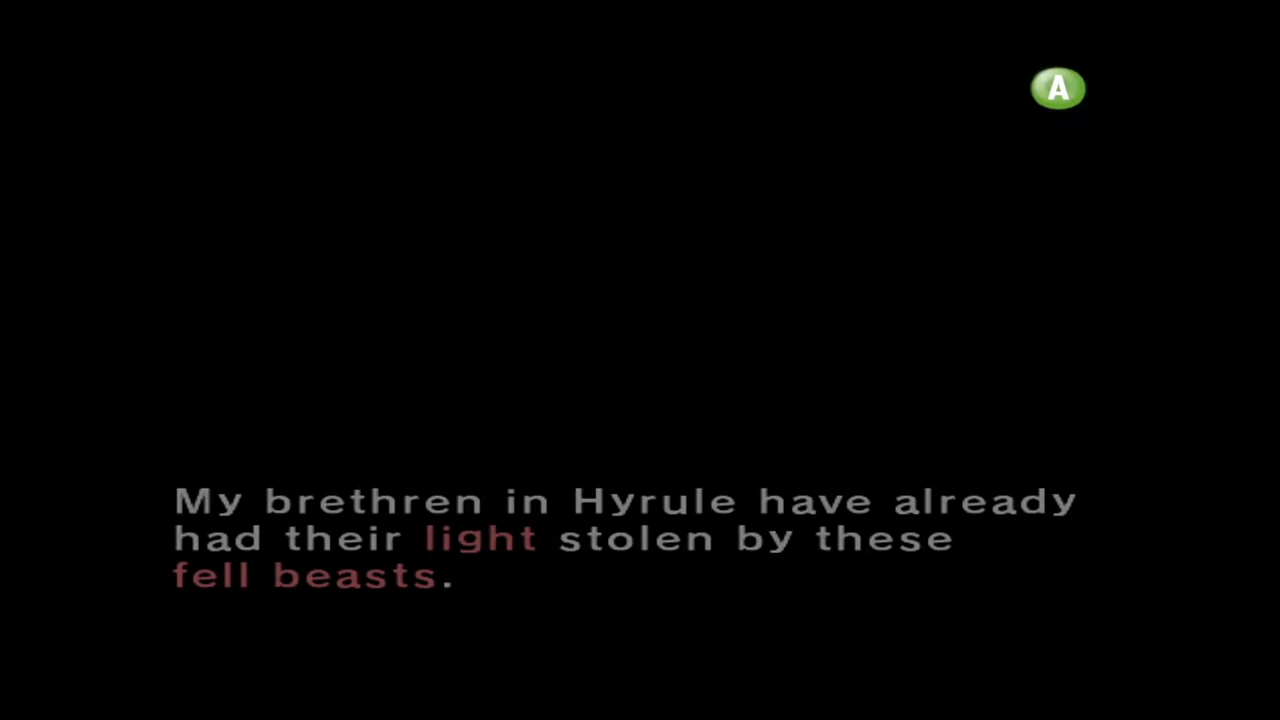 A
My brethren in Hyrule have already
had their light stolen by these
fell beasts.